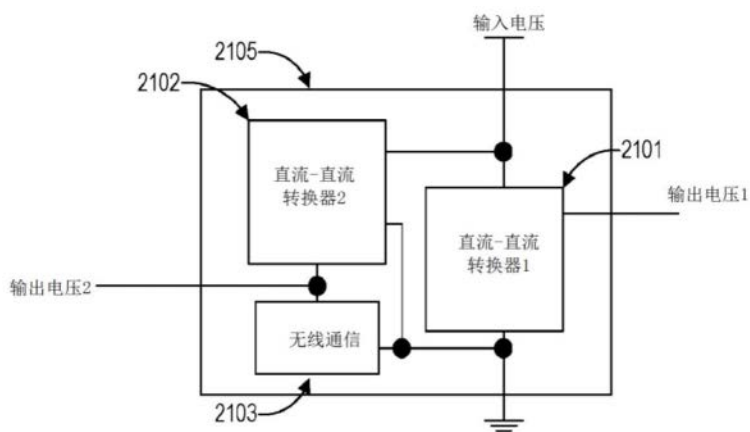 输入电压
2105
2102
2101
直流-直流
转换器2
输出电压1
直流-直流
转换器1
输出电压2
无线通信
2103